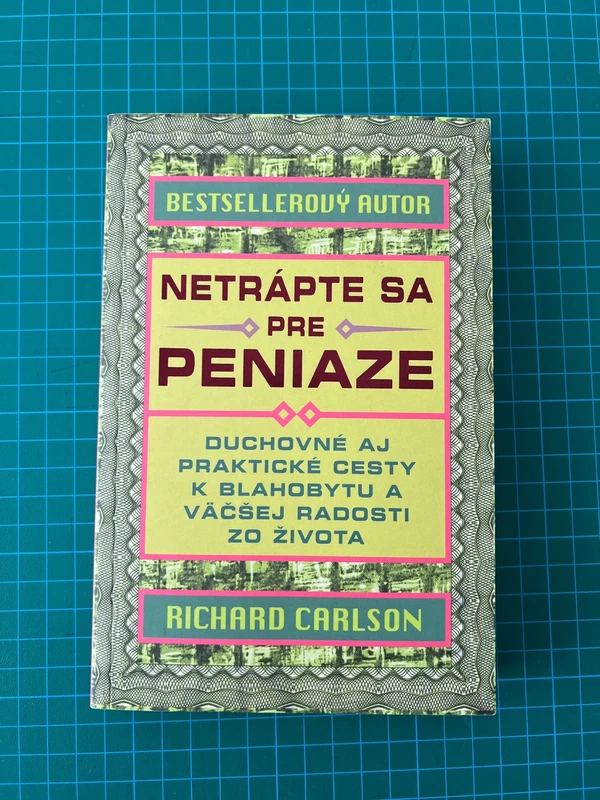 BESTSELLEROVÝ AUTOR
NETRÁPTE SA
PRE
PENIAZE
DUCHOVNÉ AJ
PRAKTICKÉ CESTY
K BLAHOBYTU A
VÄČŠEJ RADOSTI
ZO ŽIVOTA
RICHARD CARLSON